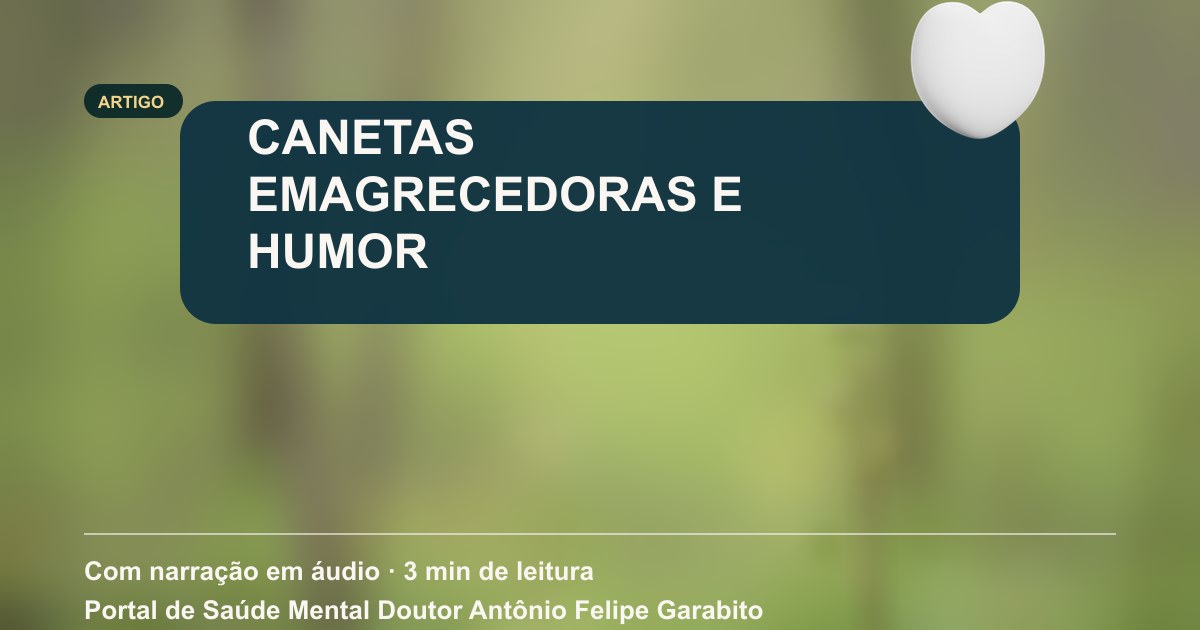 ARTIGO
CANETAS
EMAGRECEDORAS E
HUMOR
Com narração em áudio · 3 min de leitura
Portal de Saúde Mental Doutor Antônio Felipe Garabito